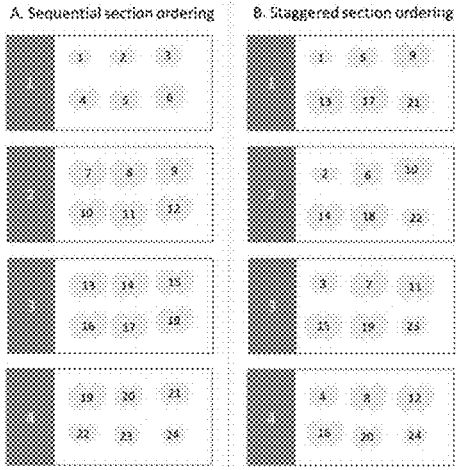 A. Sequential section ordering
B. Staggered section ordering
1 2 3
4 5 6
1 5 9
13 17 21
7 8 9
10 11 12
2 6 10
14 18 22
13 14 15
16 17 18
3 7 11
15 19 23
19 20 21
22 23 24
4 8 12
16 20 24